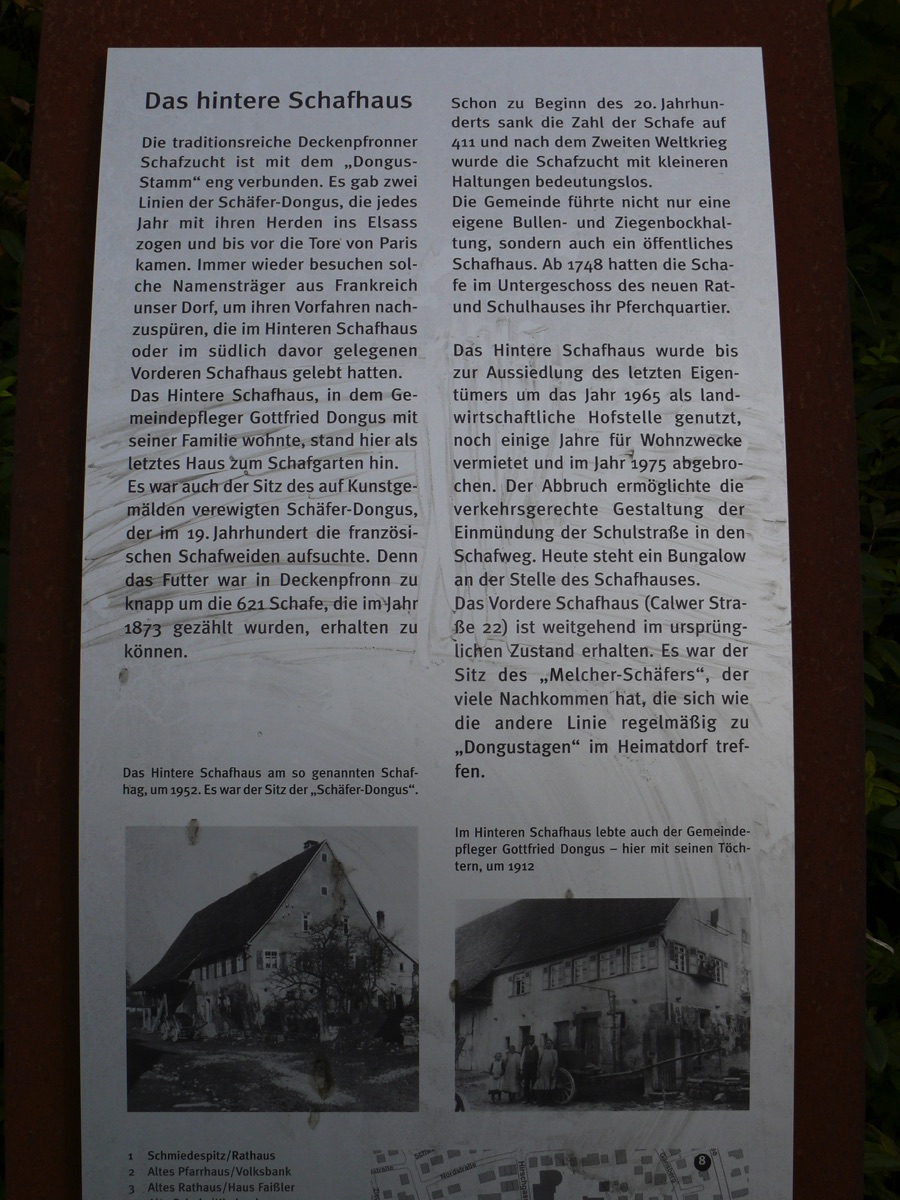 Das hintere Schafhaus
Die traditionsreiche Deckenpfronner
Schafzucht ist mit dem „Dongus-
Stamm“ eng verbunden. Es gab zwei
Linien der Schäfer-Dongus, die jedes
Jahr mit ihren Herden ins Elsass
zogen und bis vor die Tore von Paris
kamen. Immer wieder besuchen sol-
che Namensträger aus Frankreich
unser Dorf, um ihren Vorfahren nach-
zuspüren, die im Hinteren Schafhaus
oder im südlich davor gelegenen
Vorderen Schafhaus gelebt hatten.
Das Hintere Schafhaus, in dem Ge-
meindepfleger Gottfried Dongus mit
seiner Familie wohnte, stand hier als
letztes Haus zum Schafgarten hin.
Es war auch der Sitz des auf Kunstge-
mälden verewigten Schäfer-Dongus,
der im 19. Jahrhundert die französi-
schen Schafweiden aufsuchte. Denn
das Futter war in Deckenpfronn zu
knapp um die 621 Schafe, die im Jahr
1873 gezählt wurden, erhalten zu
können.
Das Hintere Schafhaus am so genannten Schaf-
hag, um 1952. Es war der Sitz der „Schäfer-Dongus“.
Schon zu Beginn des 20. Jahrhun-
derts sank die Zahl der Schafe auf
411 und nach dem Zweiten Weltkrieg
wurde die Schafzucht mit kleineren
Haltungen bedeutungslos.
Die Gemeinde führte nicht nur eine
eigene Bullen- und Ziegenbockhal-
tung, sondern auch ein öffentliches
Schafhaus. Ab 1748 hatten die Scha-
fe im Untergeschoss des neuen Rat-
und Schulhauses ihr Pferchquartier.
Das Hintere Schafhaus wurde bis
zur Aussiedlung des letzten Eigen-
tümers um das Jahr 1965 als land-
wirtschaftliche Hofstelle genutzt,
noch einige Jahre für Wohnzwecke
vermietet und im Jahr 1975 abgebro-
chen. Der Abbruch ermöglichte die
verkehrsgerechte Gestaltung der
Einmündung der Schulstraße in den
Schafweg. Heute steht ein Bungalow
an der Stelle des Schafhauses.
Das Vordere Schafhaus (Calwer Stra-
ße 22) ist weitgehend im ursprüng-
lichen Zustand erhalten. Es war der
Sitz des „Melcher-Schäfers“, der
viele Nachkommen hat, die sich wie
die andere Linie regelmäßig zu
„Dongustagen“ im Heimatdorf tref-
fen.
Im Hinteren Schafhaus lebte auch der Gemeinde-
pfleger Gottfried Dongus – hier mit seinen Töch-
tern, um 1912
1 Schmiedespitz/Rathaus
2 Altes Pfarrhaus/Volksbank
3 Altes Rathaus/Haus Faißler
Nordstraße
8